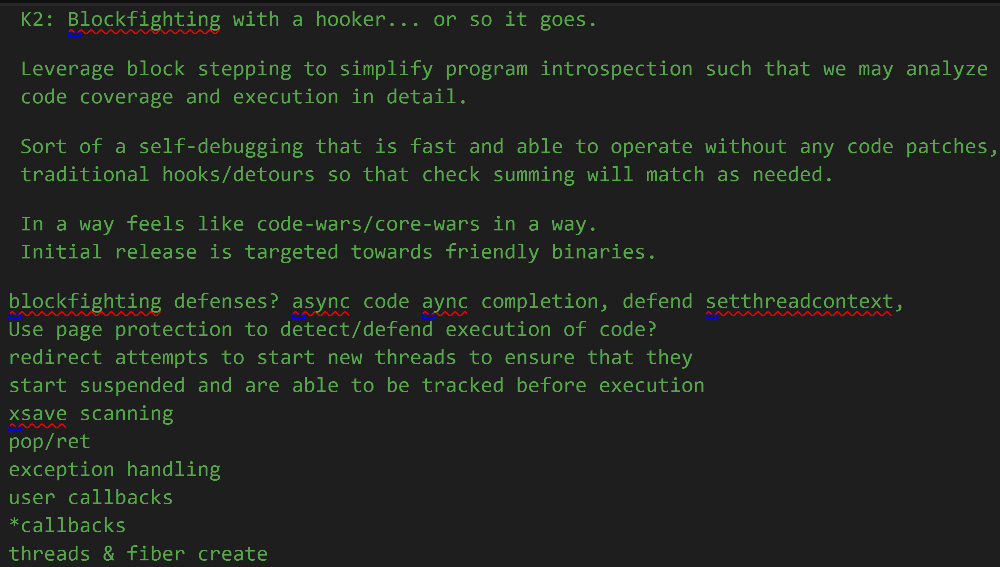 K2: Blockfighting with a hooker... or so it goes.
Leverage block stepping to simplify program introspection such that we may analyze
code coverage and execution in detail.
Sort of a self-debugging that is fast and able to operate without any code patches,
traditional hooks/detours so that check summing will match as needed.
In a way feels like code-wars/core-wars in a way.
Initial release is targeted towards friendly binaries.
blockfighting defenses? async code aync completion, defend setthreadcontext,
Use page protection to detect/defend execution of code?
redirect attempts to start new threads to ensure that they
start suspended and are able to be tracked before execution
xsave scanning
pop/ret
exception handling
user callbacks
*callbacks
threads & fiber create